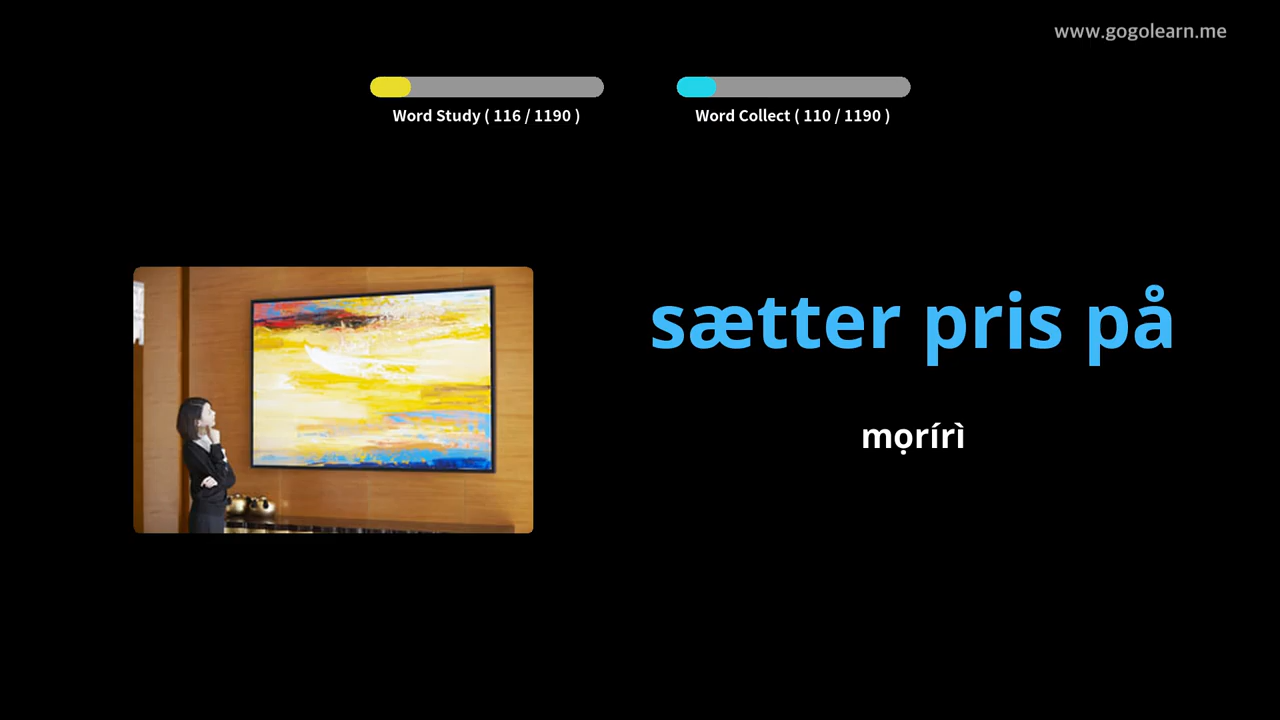 www.gogolearn.me
Word Study ( 116 / 1190 )
Word Collect ( 110 / 1190 )
sætter pris på
mọrírì